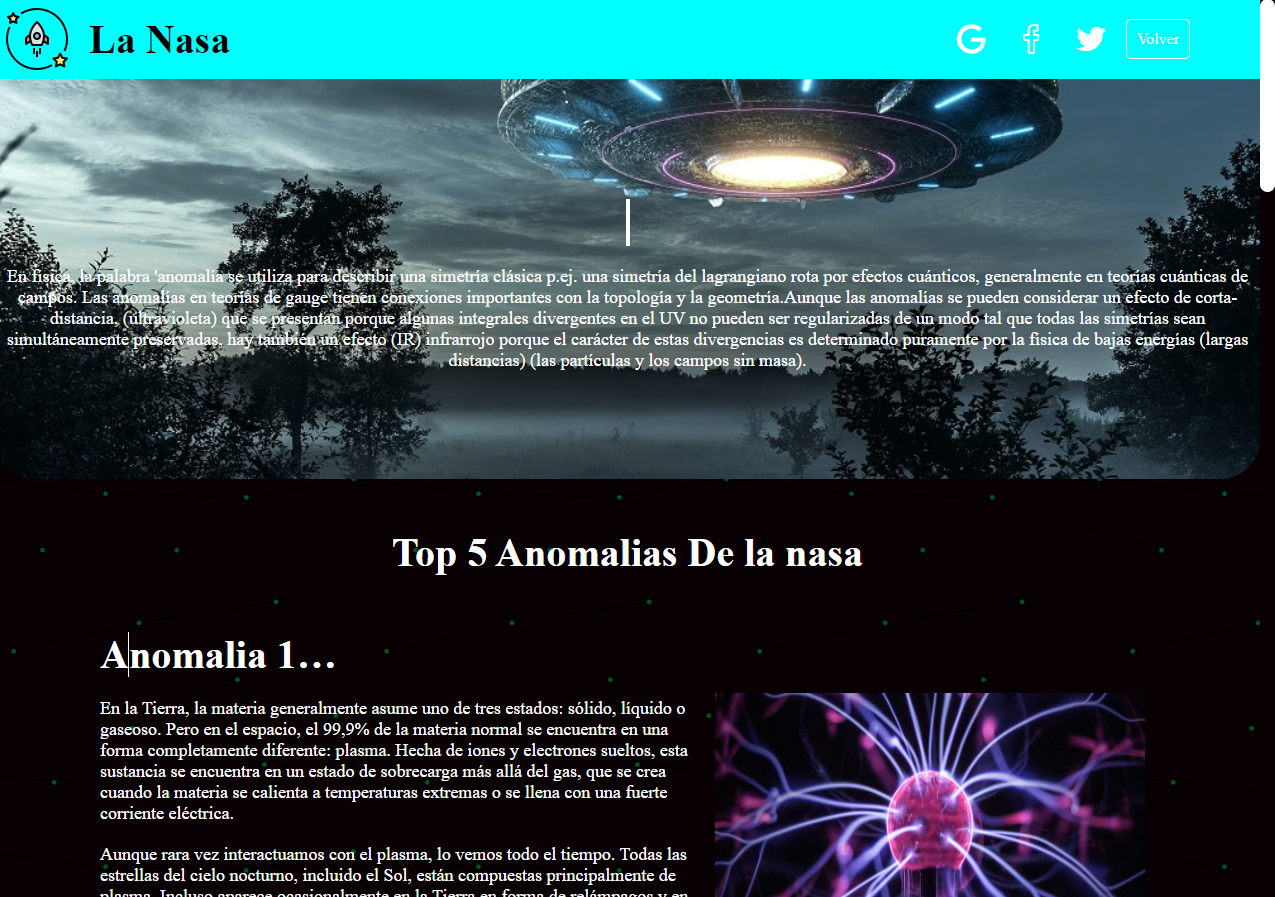 La Nasa
Volver
En fisica, la palabra 'anomalía se utiliza para describir una simetría clásica p.ej. una simetría del lagrangiano rota por efectos cuánticos, generalmente en teorías cuánticas de
campos. Las anomalías en teorías de gauge tienen conexiones importantes con la topología y la geometría.Aunque las anomalías se pueden considerar un efecto de corta-
distancia, (ultravioleta) que se presentan porque algunas integrales divergentes en el UV no pueden ser regularizadas de un modo tal que todas las simetrías sean
simultáneamente preservadas, hay también un efecto (IR) infrarrojo porque el carácter de estas divergencias es determinado puramente por la fisica de bajas energías (largas
distancias) (las partículas y los campos sin masa).
Top 5 Anomalias De la nasa
Anomalia 1…
En la Tierra, la materia generalmente asume uno de tres estados: sólido, líquido o
gaseoso. Pero en el espacio, el 99,9% de la materia normal se encuentra en una
forma completamente diferente: plasma. Hecha de iones y electrones sueltos, esta
sustancia se encuentra en un estado de sobrecarga más allá del gas, que se crea
cuando la materia se calienta a temperaturas extremas o se llena con una fuerte
corriente eléctrica.
Aunque rara vez interactuamos con el plasma, lo vemos todo el tiempo. Todas las
estrellas del cielo nocturno, incluido el Sol, están compuestas principalmente de
plasma. Incluso aparece ocasionalmente en la Tierra en forma de relámpagos y en